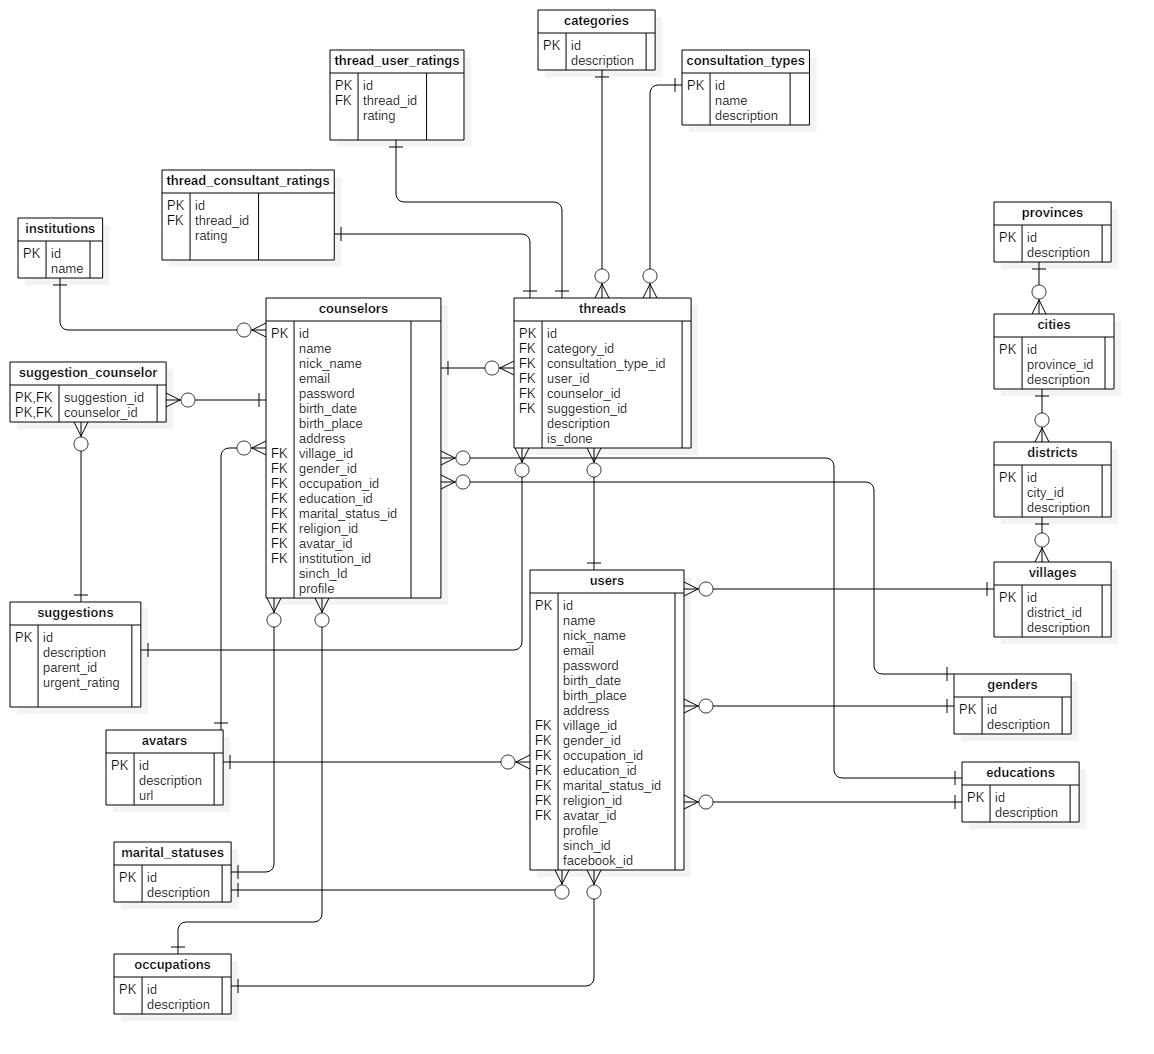 categories
PK id
description
consultation_types
PK id
name
description
thread_user_ratings
PK id
FK thread_id
rating
thread_consultant_ratings
PK id
FK thread_id
rating
institutions
PK id
name
provinces
PK id
description
cities
PK id
province_id
description
districts
PK id
city_id
description
villages
PK id
district_id
description
counselors
PK id
name
nick_name
email
password
birth_date
birth_place
address
FK village_id
FK gender_id
FK occupation_id
FK education_id
FK marital_status_id
FK religion_id
FK avatar_id
FK institution_id
sinch_Id
profile
threads
PK id
FK category_id
FK consultation_type_id
FK user_id
FK counselor_id
FK suggestion_id
description
is_done
suggestion_counselor
PK,FK suggestion_id
PK,FK counselor_id
suggestions
PK id
description
parent_id
urgent_rating
users
PK id
name
nick_name
email
password
birth_date
birth_place
address
FK village_id
FK gender_id
FK occupation_id
FK education_id
FK marital_status_id
FK religion_id
FK avatar_id
profile
sinch_id
facebook_id
genders
PK id
description
educations
PK id
description
avatars
PK id
description
url
marital_statuses
PK id
description
occupations
PK id
description